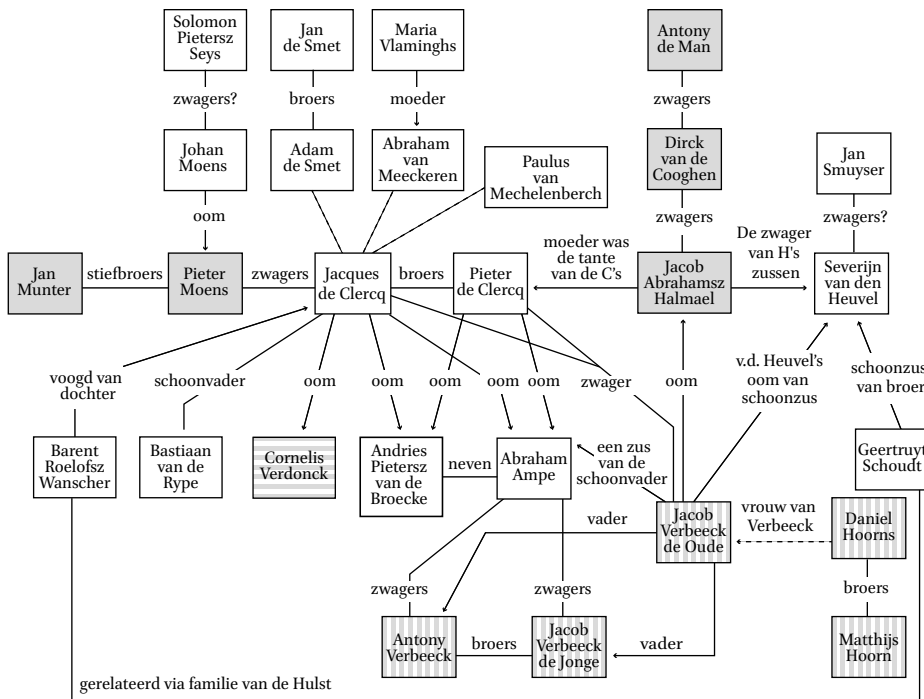 Solomon
Pietersz
Seys
Jan
de Smet
Maria
Vlaminghs
Antony
de Man
zwagers?
broers
moeder
zwagers
Johan
Moens
Adam
de Smet
Abraham
van
Meeckeren
Paulus
van
Mechelenberch
Dirck
van de
Cooghen
Jan
Smuyser
oom
zwagers
zwagers?
moeder was
de tante
van de C's
De zwager
van H's
zussen
Jan
Munter
stiefbroers
Pieter
Moens
zwagers
Jacques
de Clercq
broers
Pieter
de Clercq
Jacob
Abrahamsz
Halmael
Severijn
van den
Heuvel
voogd van
dochter
schoonvader
oom
oom
oom
oom
oom
zwager
oom
v.d. Heuvel's
oom van
schoonzus
schoonzus
van broer
Barent
Roelofsz
Wanscher
Bastiaan
van de
Rype
Cornelis
Verdonck
Andries
Pietersz
van de
Broecke
neven
Abraham
Ampe
een zus
van de
schoonvader
Geertruyt
Schoudt
vader
Jacob
Verbeeck
de Oude
vrouw van
Verbeeck
Daniel
Hoorns
zwagers
zwagers
broers
Antony
Verbeeck
broers
Jacob
Verbeeck
de Jonge
vader
Matthijs
Hoorn
gerelateerd via familie van de Hulst